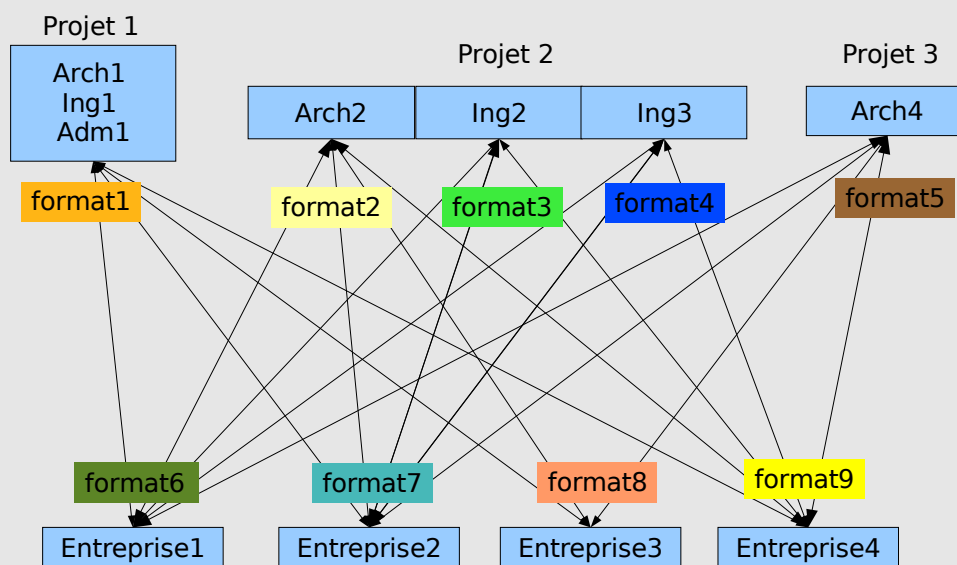 Projet 1
Projet 2
Projet 3
Arch1
Ing1
Adm1
Arch2
Ing2
Ing3
Arch4
format1
format2
format3
format4
format5
format6
format7
format8
format9
Entreprise1
Entreprise2
Entreprise3
Entreprise4